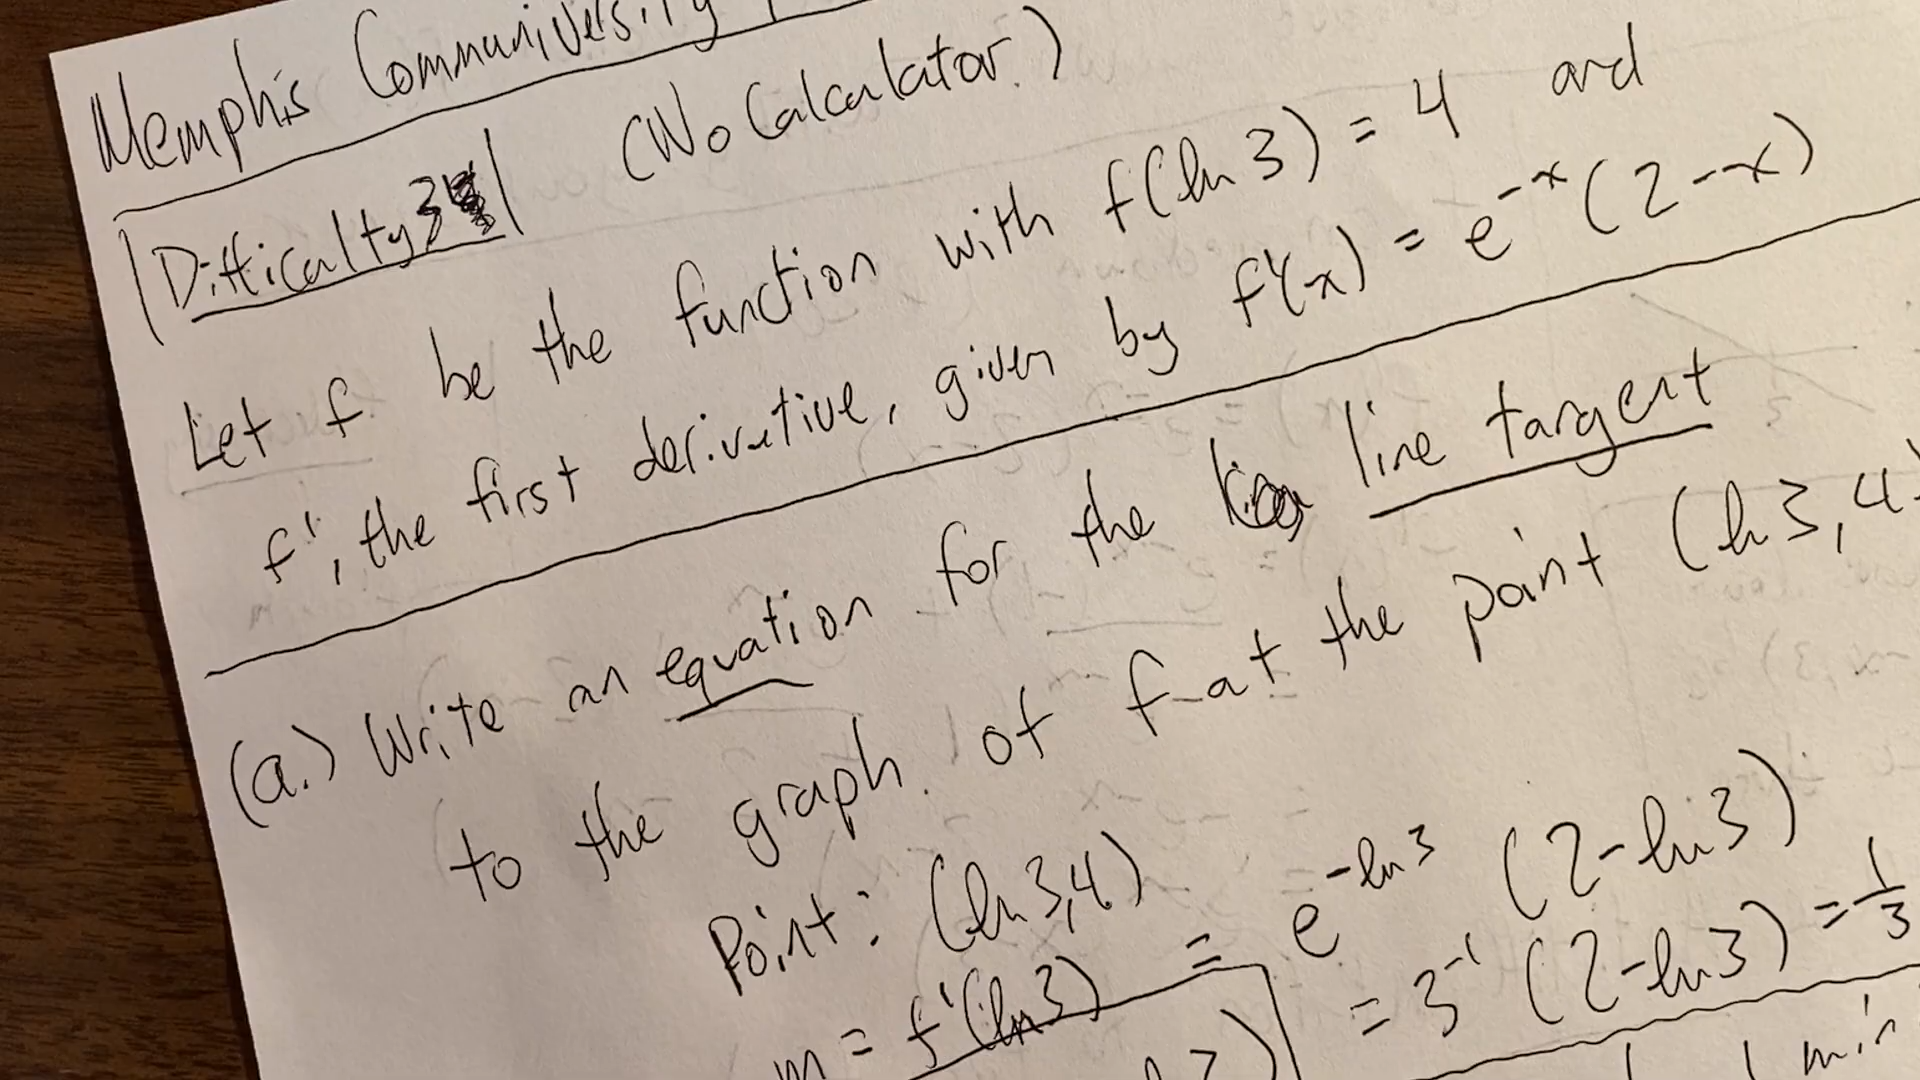 Memphis Communiversity
Difficulty 3 (No Calculator.)
Let f be the function with f(ln 3) = 4 and
f', the first derivative, given by f'(x) = e^{-x}(2-x)
(a.) Write an equation for the line tangent
to the graph of f at the point (ln 3, 4)
Point: (ln 3, 4)
m = f'(ln 3) = e^{-ln 3} (2-ln 3)
= 3^{-1} (2-ln 3) = 1/3
min